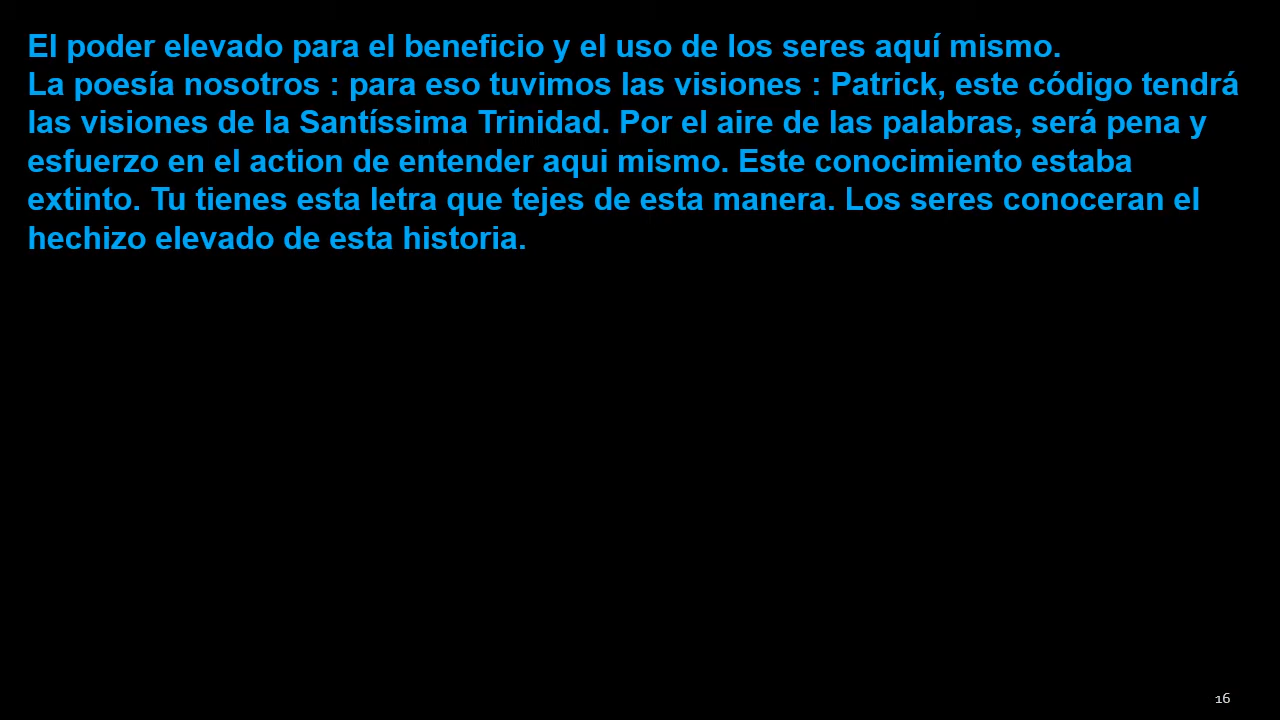 El poder elevado para el beneficio y el uso de los seres aquí mismo.
La poesía nosotros : para eso tuvimos las visiones : Patrick, este código tendrá
las visiones de la Santíssima Trinidad. Por el aire de las palabras, será pena y
esfuerzo en el action de entender aqui mismo. Este conocimiento estaba
extinto. Tu tienes esta letra que tejes de esta manera. Los seres conoceran el
hechizo elevado de esta historia.
16